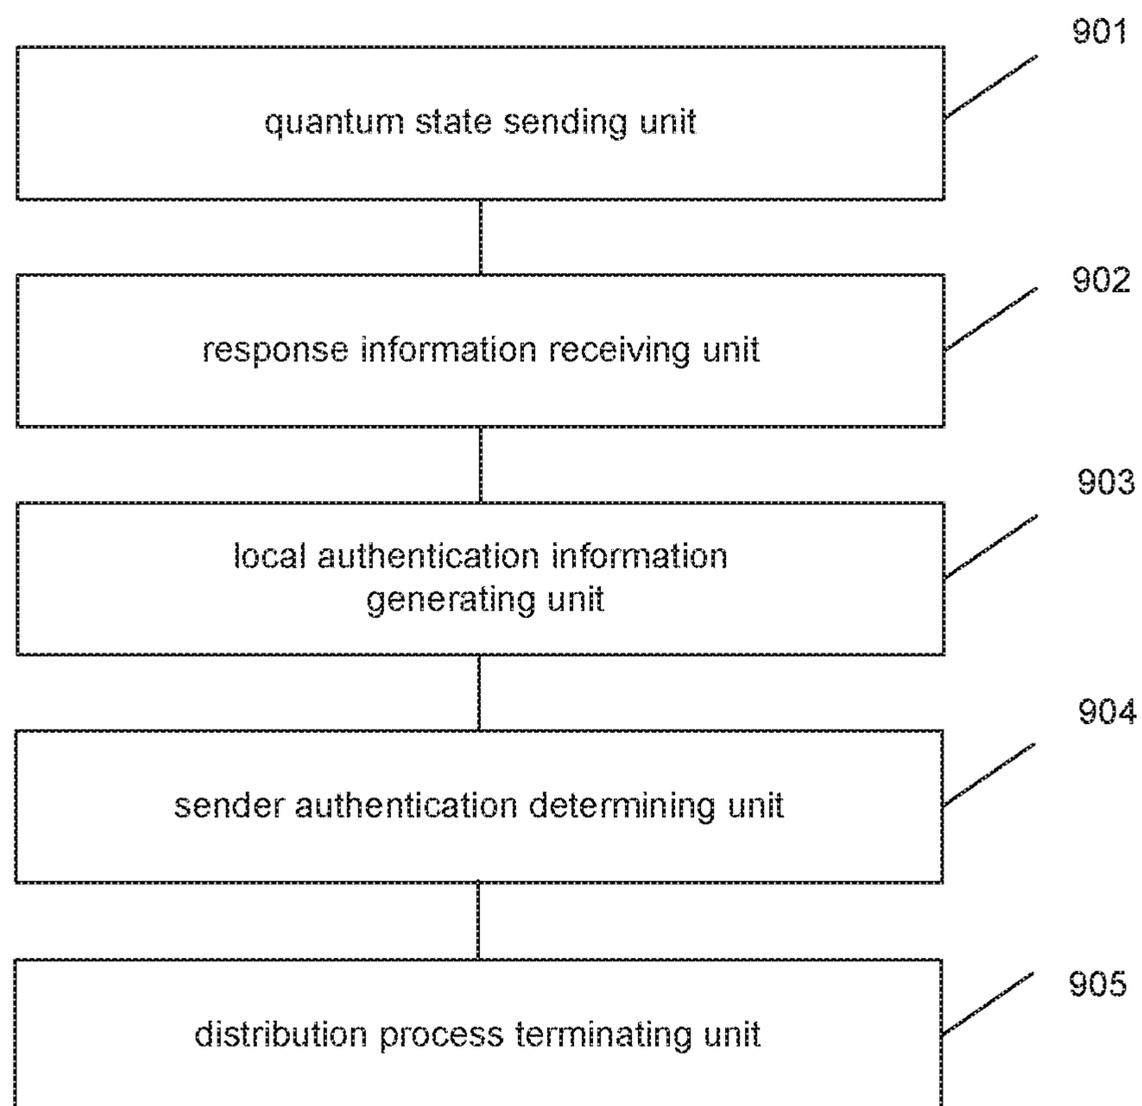 901
quantum state sending unit
902
response information receiving unit
903
local authentication information
generating unit
904
sender authentication determining unit
905
distribution process terminating unit